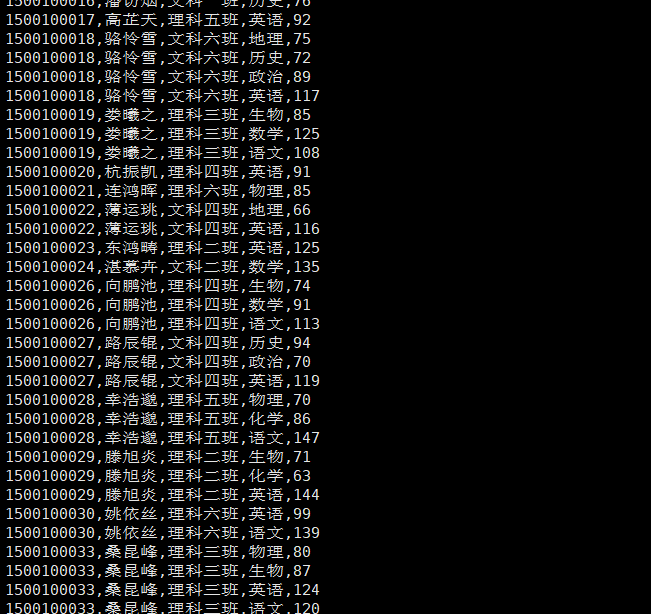 1500100016,潘访烟,文科一班,历史,76
1500100017,高芷天,理科五班,英语,92
1500100018,骆怜雪,文科六班,地理,75
1500100018,骆怜雪,文科六班,历史,72
1500100018,骆怜雪,文科六班,政治,89
1500100018,骆怜雪,文科六班,英语,117
1500100019,娄曦之,理科三班,生物,85
1500100019,娄曦之,理科三班,数学,125
1500100019,娄曦之,理科三班,语文,108
1500100020,杭振凯,理科四班,英语,91
1500100021,连鸿晖,理科六班,物理,85
1500100022,薄运珧,文科四班,地理,66
1500100022,薄运珧,文科四班,英语,116
1500100023,东鸿畴,理科二班,英语,125
1500100024,湛慕卉,文科二班,数学,135
1500100026,向鹏池,理科四班,生物,74
1500100026,向鹏池,理科四班,数学,91
1500100026,向鹏池,理科四班,语文,113
1500100027,路辰锟,文科四班,历史,94
1500100027,路辰锟,文科四班,政治,70
1500100027,路辰锟,文科四班,英语,119
1500100028,幸浩邈,理科五班,物理,70
1500100028,幸浩邈,理科五班,化学,86
1500100028,幸浩邈,理科五班,语文,147
1500100029,滕旭炎,理科二班,生物,71
1500100029,滕旭炎,理科二班,化学,63
1500100029,滕旭炎,理科二班,英语,144
1500100030,姚依丝,理科六班,英语,99
1500100030,姚依丝,理科六班,语文,139
1500100033,桑昆峰,理科三班,物理,80
1500100033,桑昆峰,理科三班,生物,87
1500100033,桑昆峰,理科三班,英语,124
1500100033,桑昆峰,理科三班,语文,120